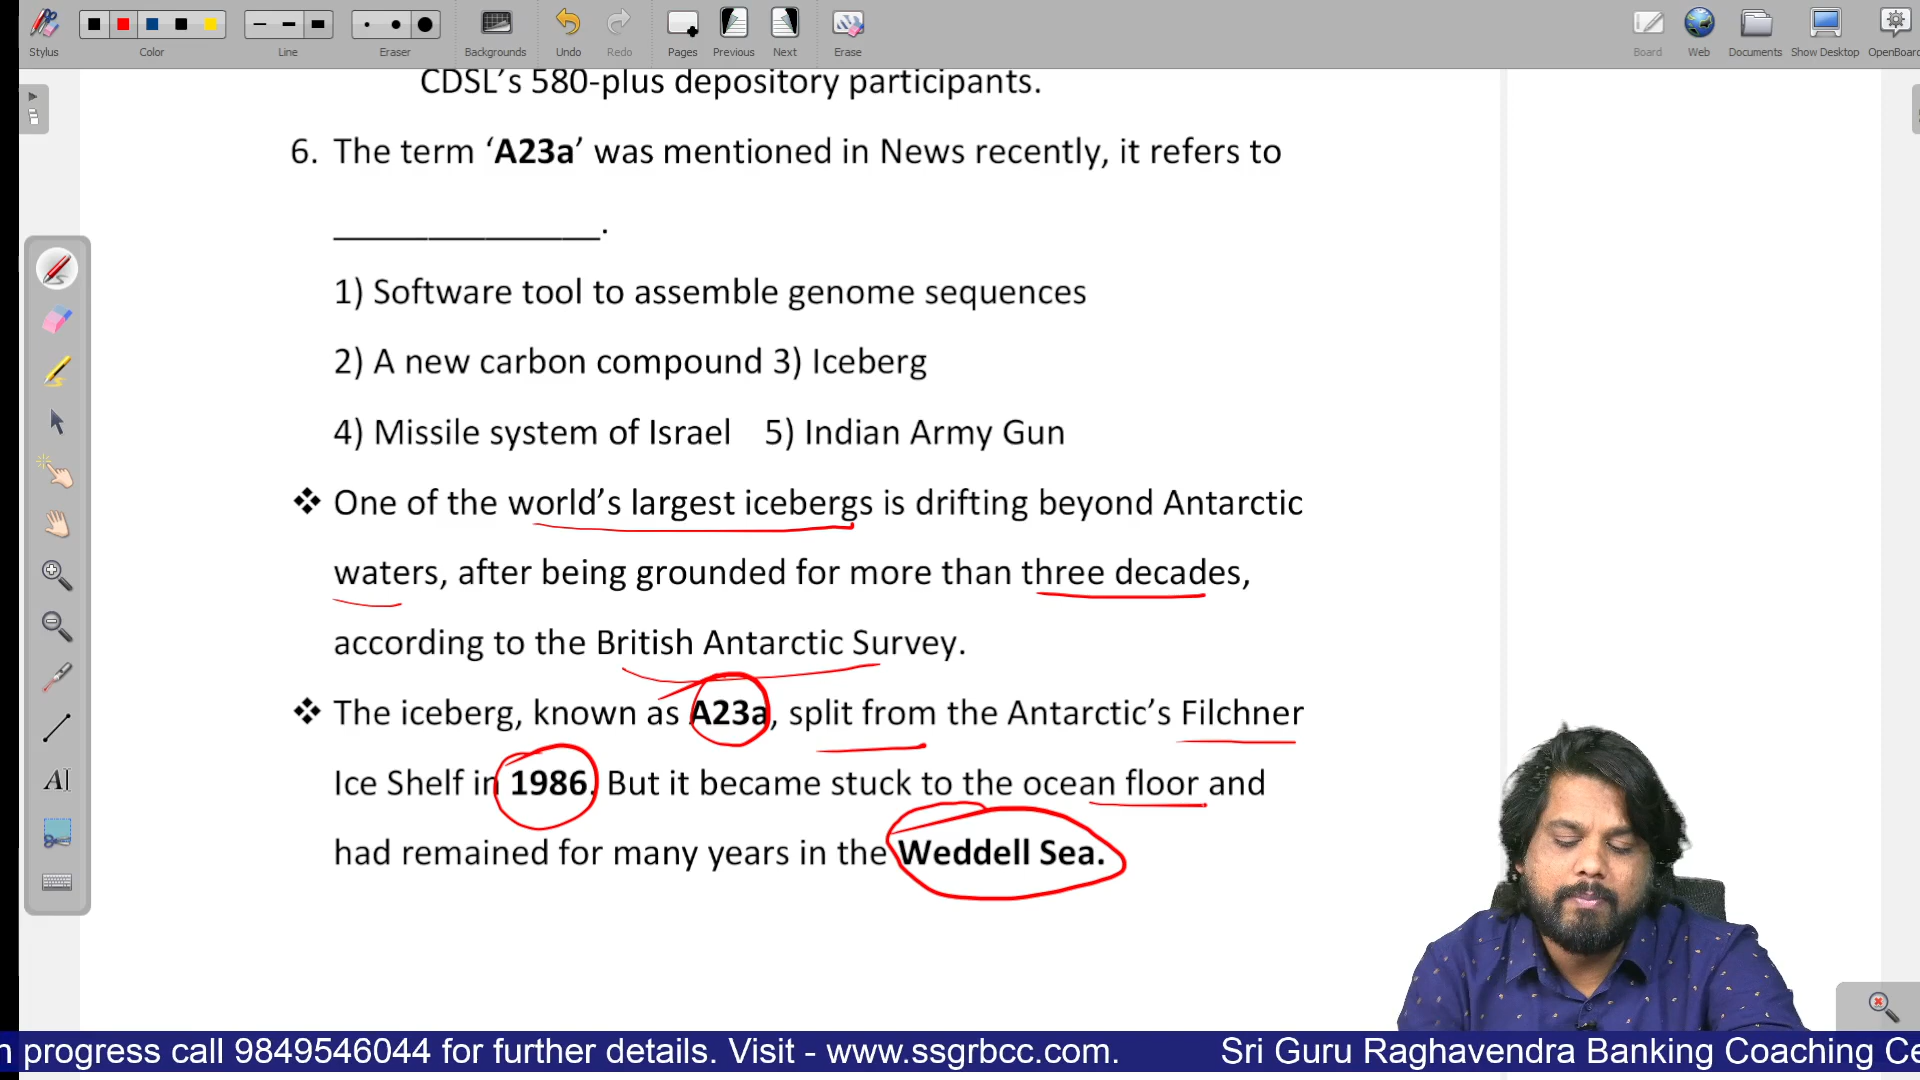 Stylus
Color
Line
Eraser
Backgrounds
Undo
Redo
Pages
Previous
Next
Erase
Board
Web
Documents
Show Desktop
OpenBoard
CDSL’s 580-plus depository participants.
6. The term ‘A23a’ was mentioned in News recently, it refers to
_______________.
1) Software tool to assemble genome sequences
2) A new carbon compound 3) Iceberg
4) Missile system of Israel 5) Indian Army Gun
❖ One of the world’s largest icebergs is drifting beyond Antarctic
waters, after being grounded for more than three decades,
according to the British Antarctic Survey.
❖ The iceberg, known as A23a, split from the Antarctic’s Filchner
Ice Shelf in 1986. But it became stuck to the ocean floor and
had remained for many years in the Weddell Sea.
n progress call 9849546044 for further details. Visit - www.ssgrbcc.com. Sri Guru Raghavendra Banking Coaching Ce